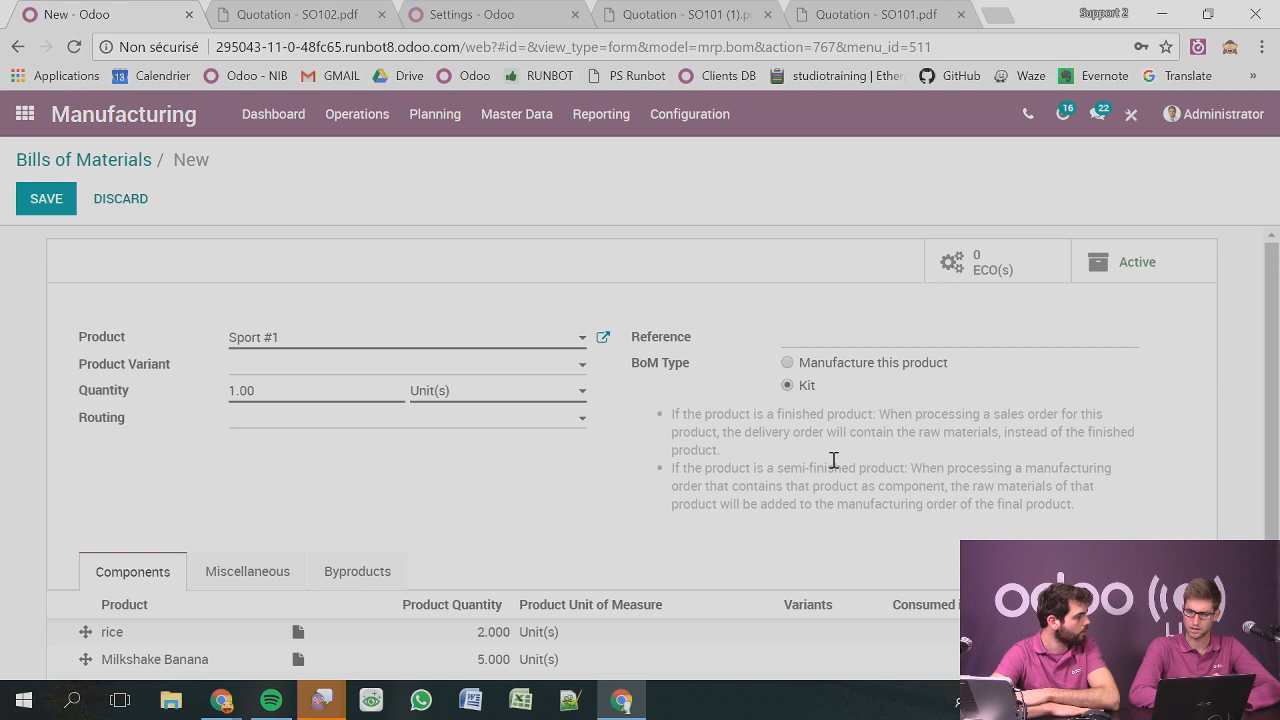 New - Odoo
Quotation - SO102.pdf
Settings - Odoo
Quotation - SO101 (1).pdf
Quotation - SO101.pdf
Support 2
Non sécurisé
295043-11-0-48fc65.runbot8.odoo.com/web?#id=&view_type=form&model=mrp.bom&action=767&menu_id=511
Applications
13
Calendrier
Odoo - NIB
GMAIL
Drive
Odoo
RUNBOT
PS Runbot
Clients DB
studiotraining | Ether
GitHub
Waze
Evernote
Translate
»
Manufacturing
Dashboard
Operations
Planning
Master Data
Reporting
Configuration
16
22
Administrator
Bills of Materials / New
SAVE
DISCARD
0
ECO(s)
Active
Product
Sport #1
Reference
Product Variant
BoM Type
Manufacture this product
Quantity
1.00
Unit(s)
Kit
Routing
If the product is a finished product: When processing a sales order for this
product, the delivery order will contain the raw materials, instead of the finished
product.
If the product is a semi-finished product: When processing a manufacturing
order that contains that product as component, the raw materials of that
product will be added to the manufacturing order of the final product.
Components
Miscellaneous
Byproducts
Product
Product Quantity
Product Unit of Measure
Variants
Consumed i
rice
2.000
Unit(s)
Milkshake Banana
5.000
Unit(s)
odoo